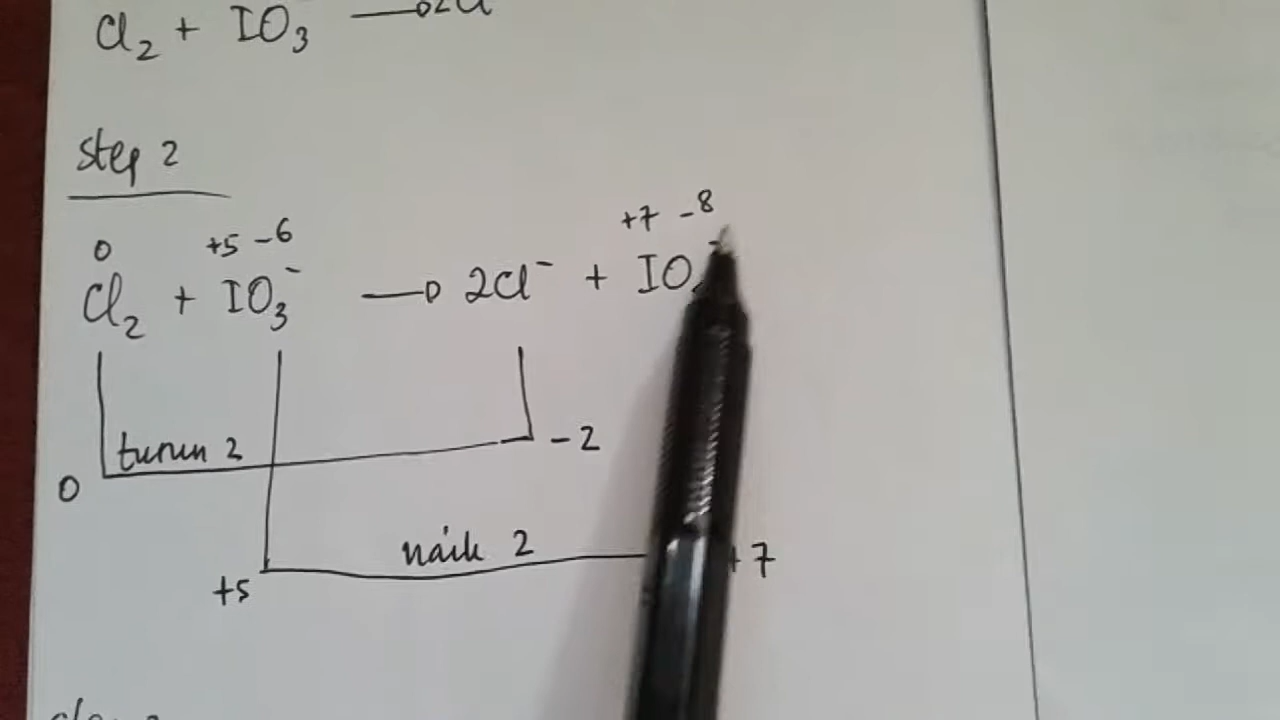 Cl₂ + IO₃ → 2Cl
step 2
0 +5 -6 +7 -8
Cl₂ + IO₃⁻ → 2Cl⁻ + IO
turun 2 -2
0
naik 2 +7
+5